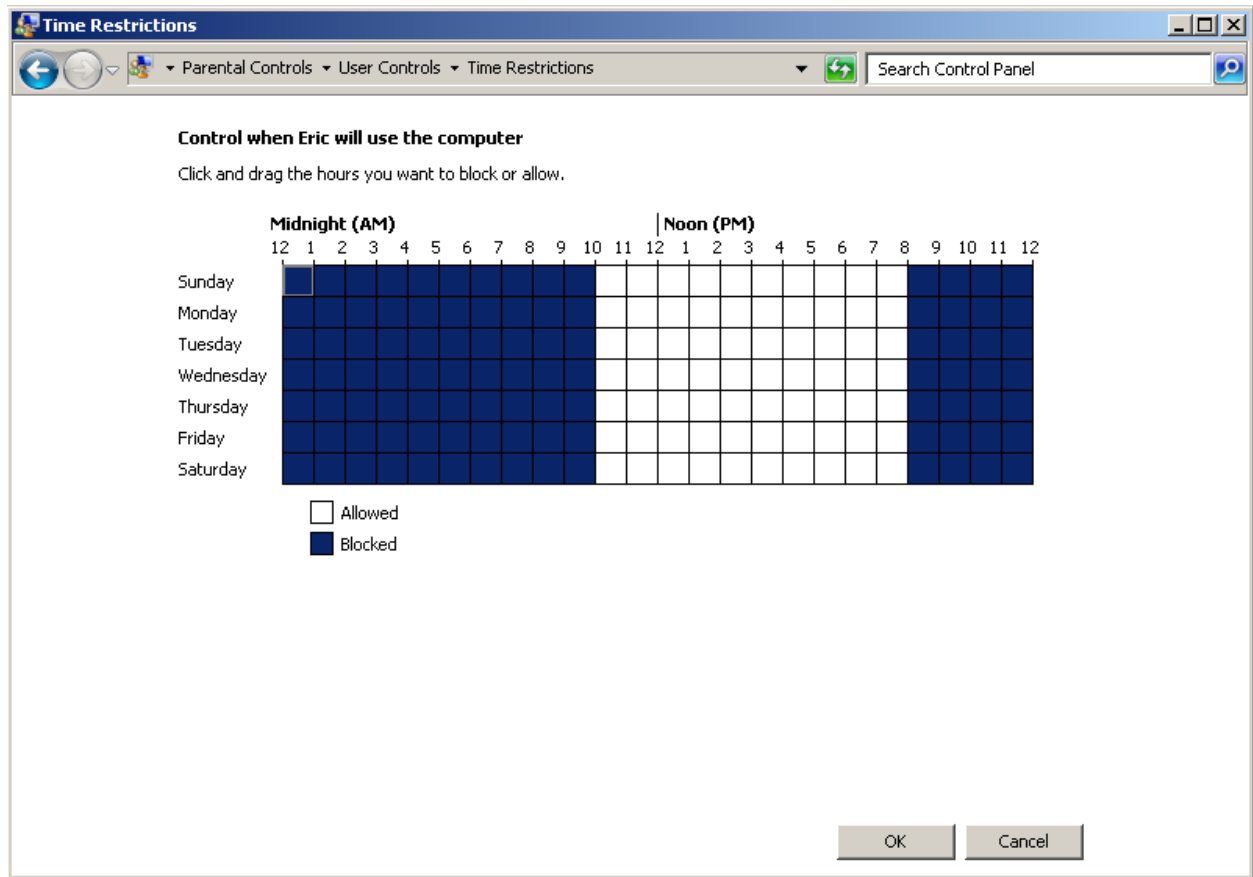 Time Restrictions
Parental Controls User Controls Time Restrictions Search Control Panel
Control when Eric will use the computer
Click and drag the hours you want to block or allow.
Midnight (AM) Noon (PM)
12 1 2 3 4 5 6 7 8 9 10 11 12 1 2 3 4 5 6 7 8 9 10 11 12
Sunday
Monday
Tuesday
Wednesday
Thursday
Friday
Saturday
Allowed
Blocked
OK Cancel